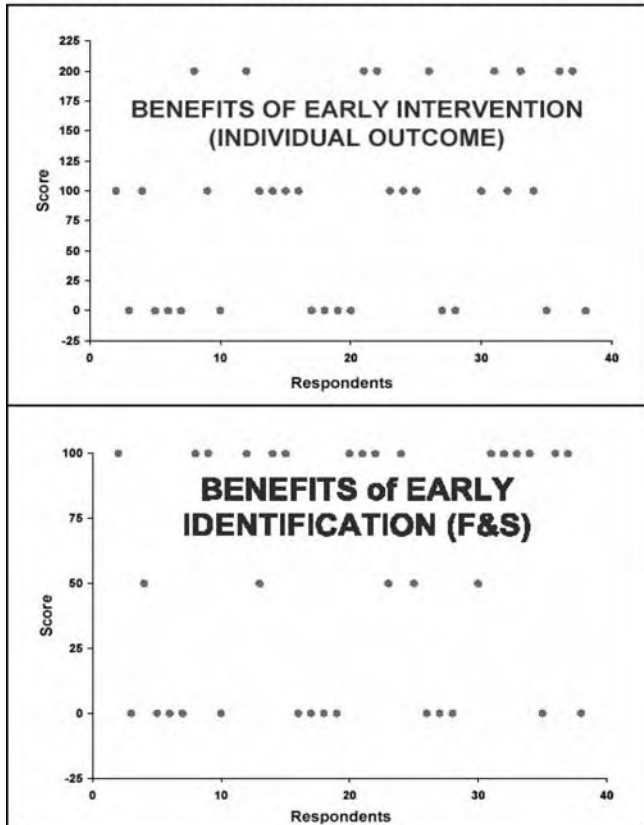 225
200
175
150
125
100
75
50
25
0
-25
Score
BENEFITS OF EARLY INTERVENTION
(INDIVIDUAL OUTCOME)
0 10 20 30 40
Respondents
100
75
50
25
0
-25
Score
BENEFITS of EARLY
IDENTIFICATION (F&S)
0 10 20 30 40
Respondents